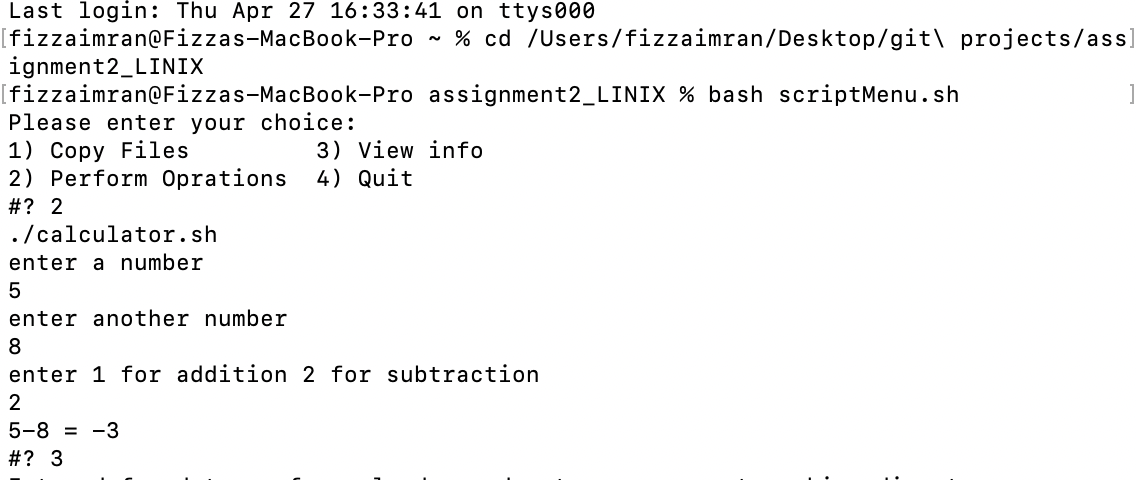 Last login: Thu Apr 27 16:33:41 on ttys000
[fizzaimran@Fizzas-MacBook-Pro ~ % cd /Users/fizzaimran/Desktop/git\ projects/ass]
ignment2_LINIX
[fizzaimran@Fizzas-MacBook-Pro assignment2_LINIX % bash scriptMenu.sh ]
Please enter your choice:
1) Copy Files 3) View info
2) Perform Oprations 4) Quit
#? 2
./calculator.sh
enter a number
5
enter another number
8
enter 1 for addition 2 for subtraction
2
5-8 = -3
#? 3